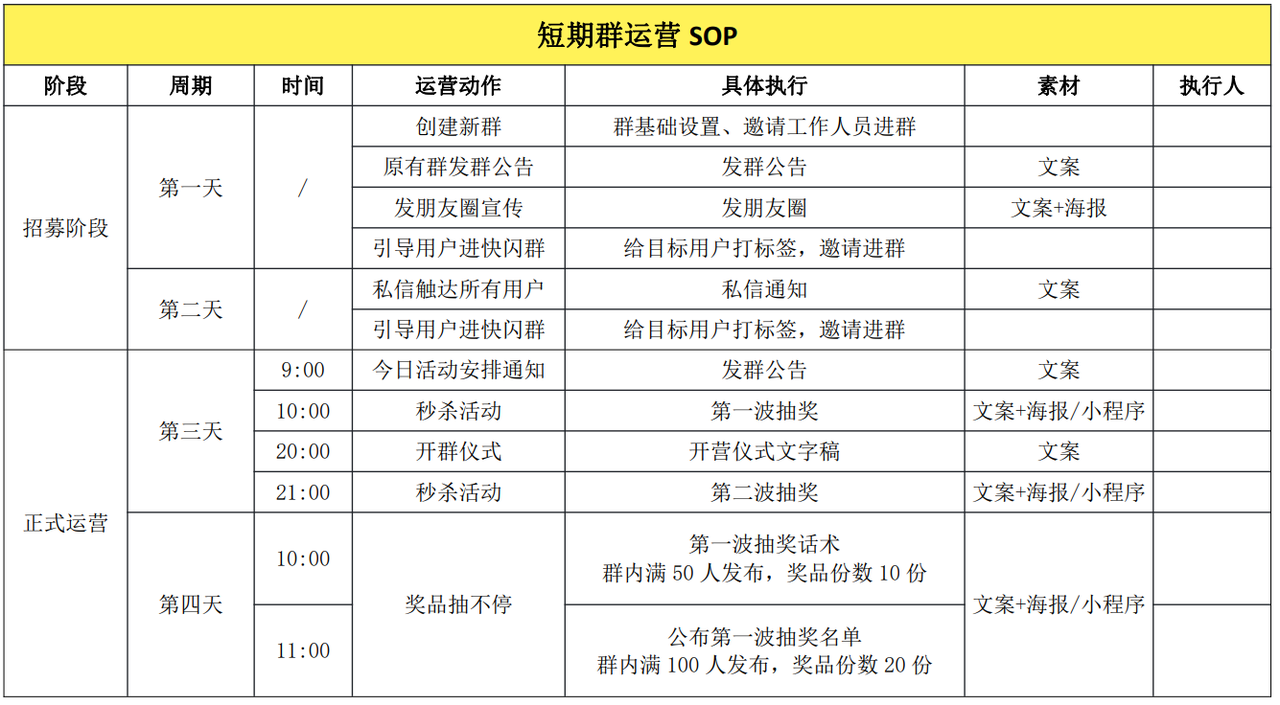 短期群运营 SOP
阶段 周期 时间 运营动作 具体执行 素材 执行人
招募阶段 第一天 / 创建新群 群基础设置、邀请工作人员进群
原有群发群公告 发群公告 文案
发朋友圈宣传 发朋友圈 文案+海报
引导用户进快闪群 给目标用户打标签，邀请进群
第二天 / 私信触达所有用户 私信通知 文案
引导用户进快闪群 给目标用户打标签，邀请进群
正式运营 第三天 9:00 今日活动安排通知 发群公告 文案
10:00 秒杀活动 第一波抽奖 文案+海报/小程序
20:00 开群仪式 开营仪式文字稿 文案
21:00 秒杀活动 第二波抽奖 文案+海报/小程序
第四天 10:00 奖品抽不停 第一波抽奖话术 文案+海报/小程序
群内满 50 人发布，奖品份数 10 份
11:00 公布第一波抽奖名单
群内满 100 人发布，奖品份数 20 份